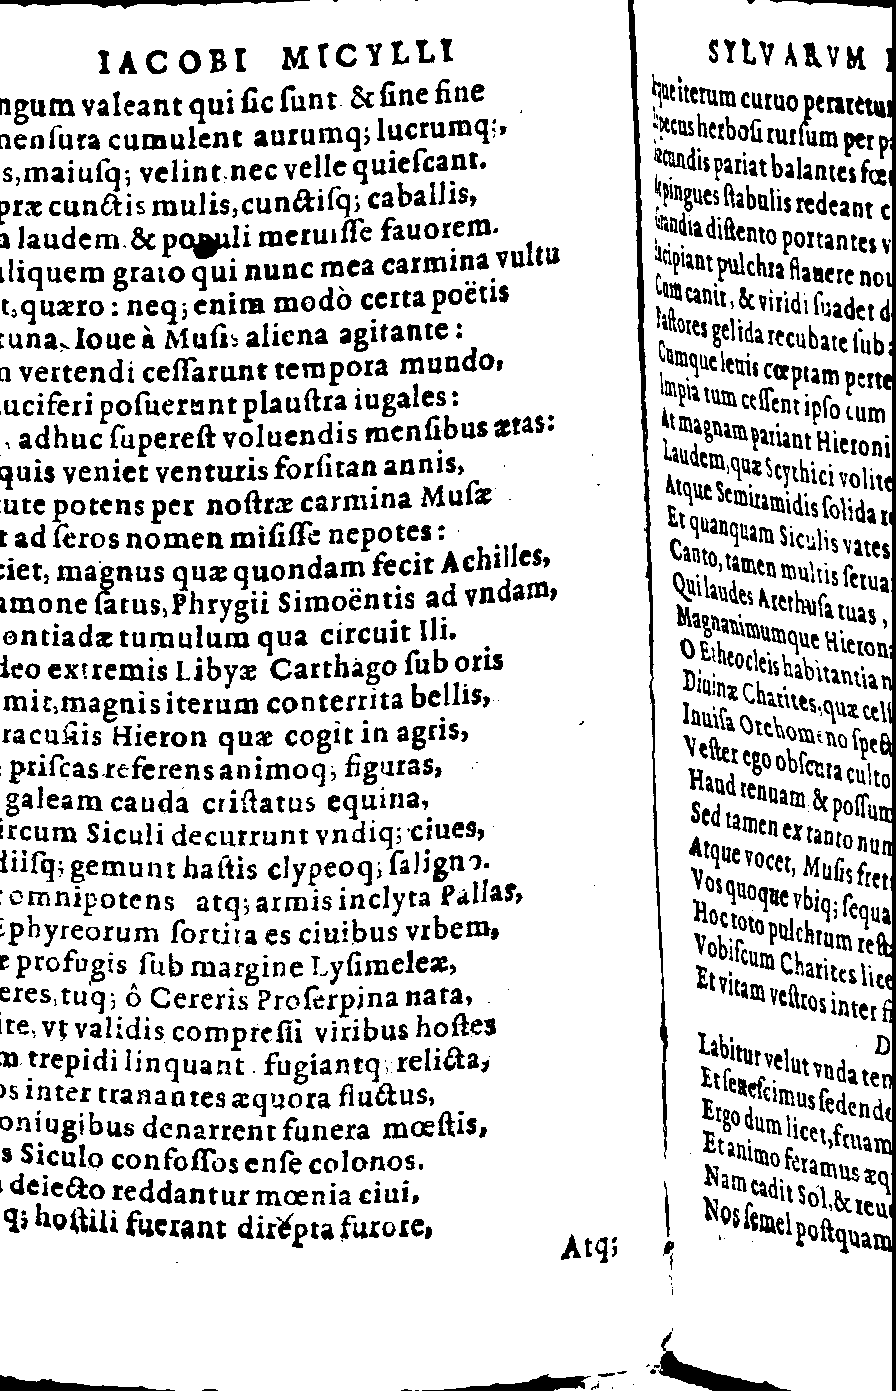 IACOBI MICYLLI
ngum valeant qui ſic ſunt & ſine fine
menſura cumulent aurumq; lucrumq;,
s, maiuſq; velint nec velle quieſcant.
præ cunctis mulis, cunctiſq; caballis,
laudem & populi meruiſſe fauorem.
aliquem grato qui nunc mea carmina vultu
t, quæro: neq; enim modò certa poëtis
tuna, Ioue à Muſis aliena agitante:
vertendi ceſſarunt tempora mundo,
uciferi poſuerunt plauſtra iugales:
, adhuc ſupereſt voluendis menſibus ætas:
quis veniet venturis forſitan annis,
tute potens per noſtræ carmina Muſæ
t ad ſeros nomen miſiſſe nepotes:
ciet, magnus quæ quondam fecit Achilles,
amone ſatus, Phrygii Simoëntis ad vndam,
ontiadæ tumulum qua circuit Ili.
deo extremis Libyæ Carthago ſub oris
mit, magnis iterum conterrita bellis,
racuſiis Hieron quæ cogit in agris,
priſcas referens animoq; figuras,
galeam cauda criſtatus equina,
ircum Siculi decurrunt vndiq; ciues,
diiſq; gemunt haſtis clypeoq; ſaligno.
omnipotens atq; armis inclyta Pallas,
Ephyreorum ſortita es ciuibus vrbem,
profugis ſub margine Lyſimeleæ,
eres, tuq; ô Cereris Proſerpina nata,
ite, vt validis compreſſi viribus hoſtes
m trepidi linquant fugiantq; relicta,
os inter tranantes æquora fluctus,
oniugibus denarrent funera mœſtis,
s Siculo confoſſos enſe colonos.
deiecto reddantur mœnia ciui,
q; hoſtili fuerant direpta furore,
Atq;
SYLVARVM
que iterum curuo peraretu
pecus herboſi rurſum per p
cundis pariat balantes fœt
pingues ſtabulis redeant c
grandia diſtento portantes v
incipiant pulchra flauere nou
Cum canit, & viridi ſuadet d
Paſtores gelida recubare ſub
Cumque leuis cœptam perte
Impia tum ceſſent ipſo cum
At magnam pariant Hieroni
Laudem, quæ Scythici volite
Atque Semiramidis ſolida
Et quanquam Siculis vates
Canto, tamen multis ſerua
Qui laudes Arethuſa tuas,
Magnanimumque Hieron
O Etheocleis habitantia
Diuinæ Charites, quæ cel
Inuiſa Orchomeno ſpect
Veſter ego obſcura culto
Haud renuam & poſſum
Sed tamen ex tanto num
Atque vocet, Muſis fret
Vos quoque vbiq; ſequa
Hoc toto pulchrum reſt
Vobiſcum Charites lice
Et vitam veſtros inter
D
Labitur velut vnda tem
Et ſeneſcimus ſedende
Ergo dum licet, fruam
Et animo feramus æq
Nam cadit Sol, & reu
Nos ſemel poſtquam